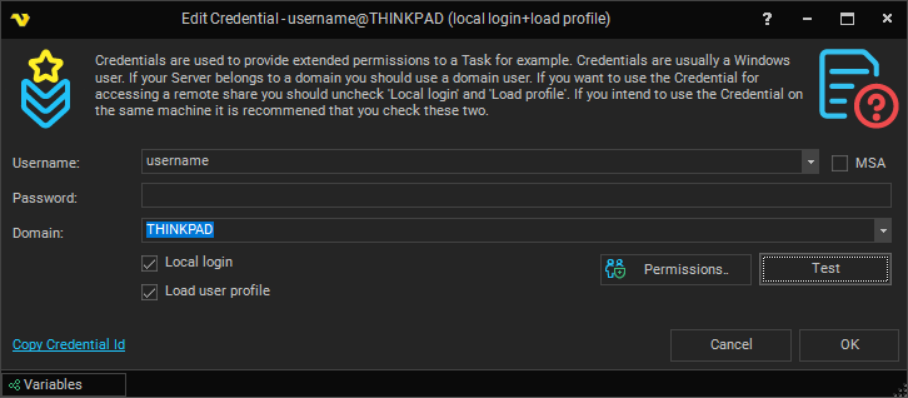 Edit Credential - username@THINKPAD (local login+load profile)
?
Credentials are used to provide extended permissions to a Task for example. Credentials are usually a Windows
user. If your Server belongs to a domain you should use a domain user. If you want to use the Credential for
accessing a remote share you should uncheck 'Local login' and 'Load profile'. If you intend to use the Credential on
the same machine it is recommened that you check these two.
?
Username: username MSA
Password:
Domain: THINKPAD
Local login
Permissions.. Test
Load user profile
Copy Credential Id Cancel OK
Variables